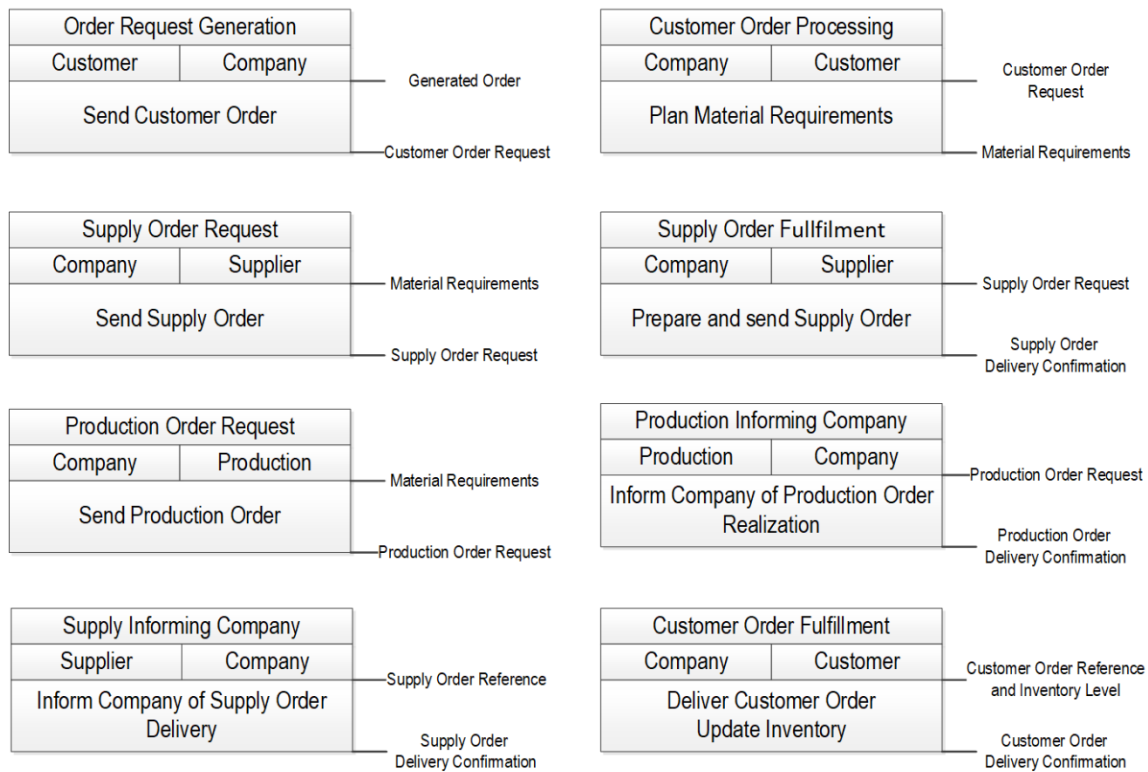 Order Request Generation
Customer
Company
Generated Order
Send Customer Order
Customer Order Request
Customer Order Processing
Company
Customer
Customer Order
Request
Plan Material Requirements
Material Requirements
Supply Order Request
Company
Supplier
Material Requirements
Send Supply Order
Supply Order Request
Supply Order Fullfilment
Company
Supplier
Supply Order Request
Prepare and send Supply Order
Supply Order
Delivery Confirmation
Production Order Request
Company
Production
Material Requirements
Send Production Order
Production Order Request
Production Informing Company
Production
Company
Production Order Request
Inform Company of Production Order
Realization
Production Order
Delivery Confirmation
Supply Informing Company
Supplier
Company
Supply Order Reference
Inform Company of Supply Order
Delivery
Supply Order
Delivery Confirmation
Customer Order Fulfillment
Company
Customer
Customer Order Reference
and Inventory Level
Deliver Customer Order
Update Inventory
Customer Order
Delivery Confirmation